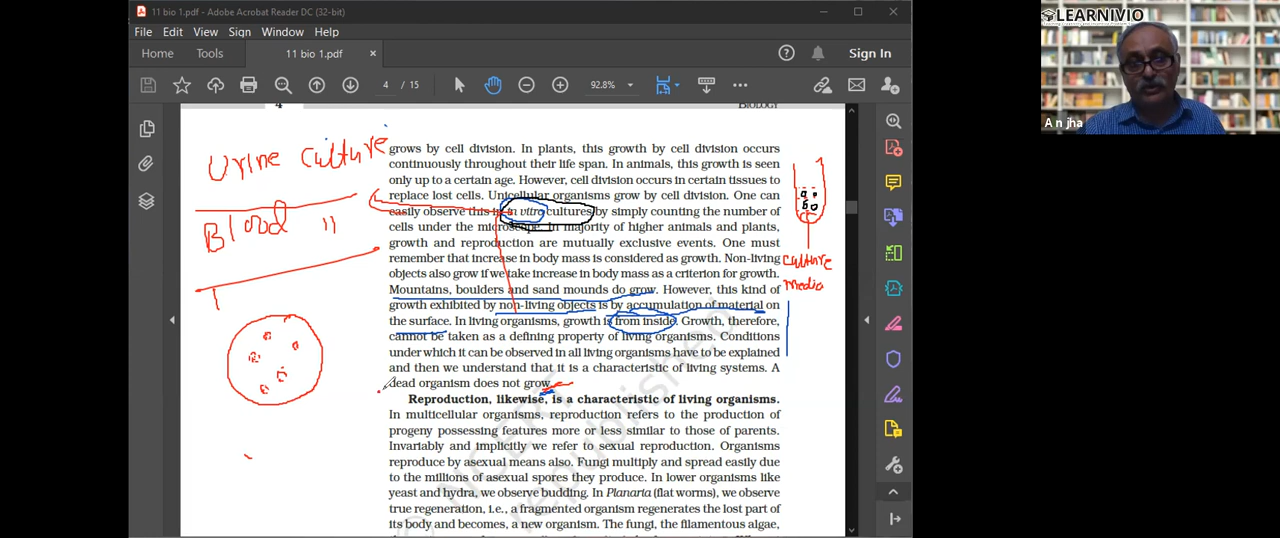 11 bio 1.pdf - Adobe Acrobat Reader DC (32-bit)
File Edit View Sign Window Help
Home Tools 11 bio 1.pdf × Sign In
4 / 15 92.8%
LEARNIVIO
A n jha
4 BIOLOGY
grows by cell division. In plants, this growth by cell division occurs
continuously throughout their life span. In animals, this growth is seen
only up to a certain age. However, cell division occurs in certain tissues to
replace lost cells. Unicellular organisms grow by cell division. One can
easily observe this in in vitro cultures by simply counting the number of
cells under the microscope. In majority of higher animals and plants,
growth and reproduction are mutually exclusive events. One must
remember that increase in body mass is considered as growth. Non-living
objects also grow if we take increase in body mass as a criterion for growth.
Mountains, boulders and sand mounds do grow. However, this kind of
growth exhibited by non-living objects is by accumulation of material on
the surface. In living organisms, growth is from inside. Growth, therefore,
cannot be taken as a defining property of living organisms. Conditions
under which it can be observed in all living organisms have to be explained
and then we understand that it is a characteristic of living systems. A
dead organism does not grow.
Reproduction, likewise, is a characteristic of living organisms.
In multicellular organisms, reproduction refers to the production of
progeny possessing features more or less similar to those of parents.
Invariably and implicitly we refer to sexual reproduction. Organisms
reproduce by asexual means also. Fungi multiply and spread easily due
to the millions of asexual spores they produce. In lower organisms like
yeast and hydra, we observe budding. In Planaria (flat worms), we observe
true regeneration, i.e., a fragmented organism regenerates the lost part of
its body and becomes, a new organism. The fungi, the filamentous algae,
Urine culture
Blood "
culture
media
© NCERT
republished